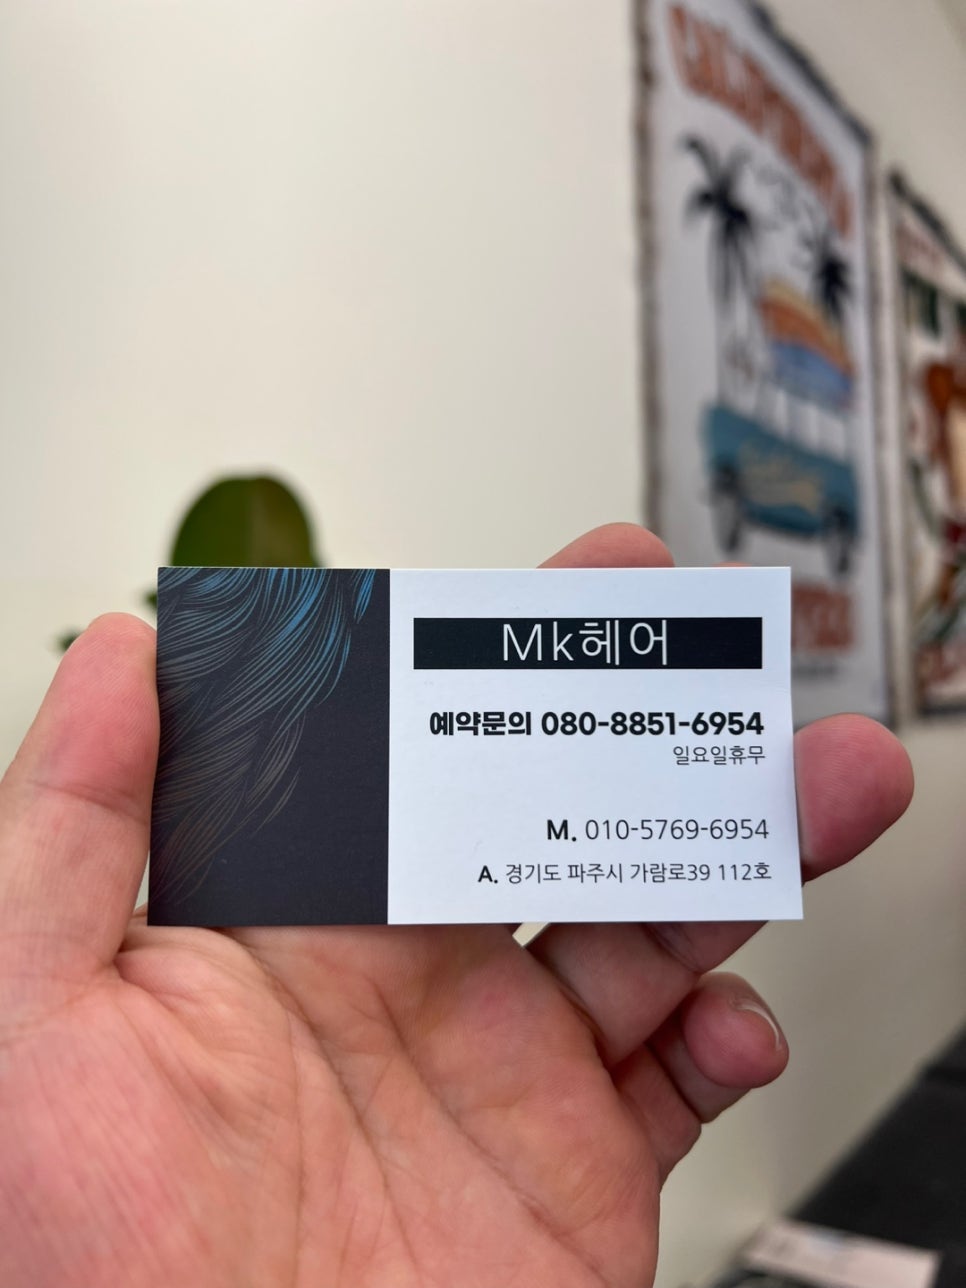 Mk헤어
예약문의 080-8851-6954
일요일휴무
M. 010-5769-6954
A. 경기도 파주시 가람로39 112호